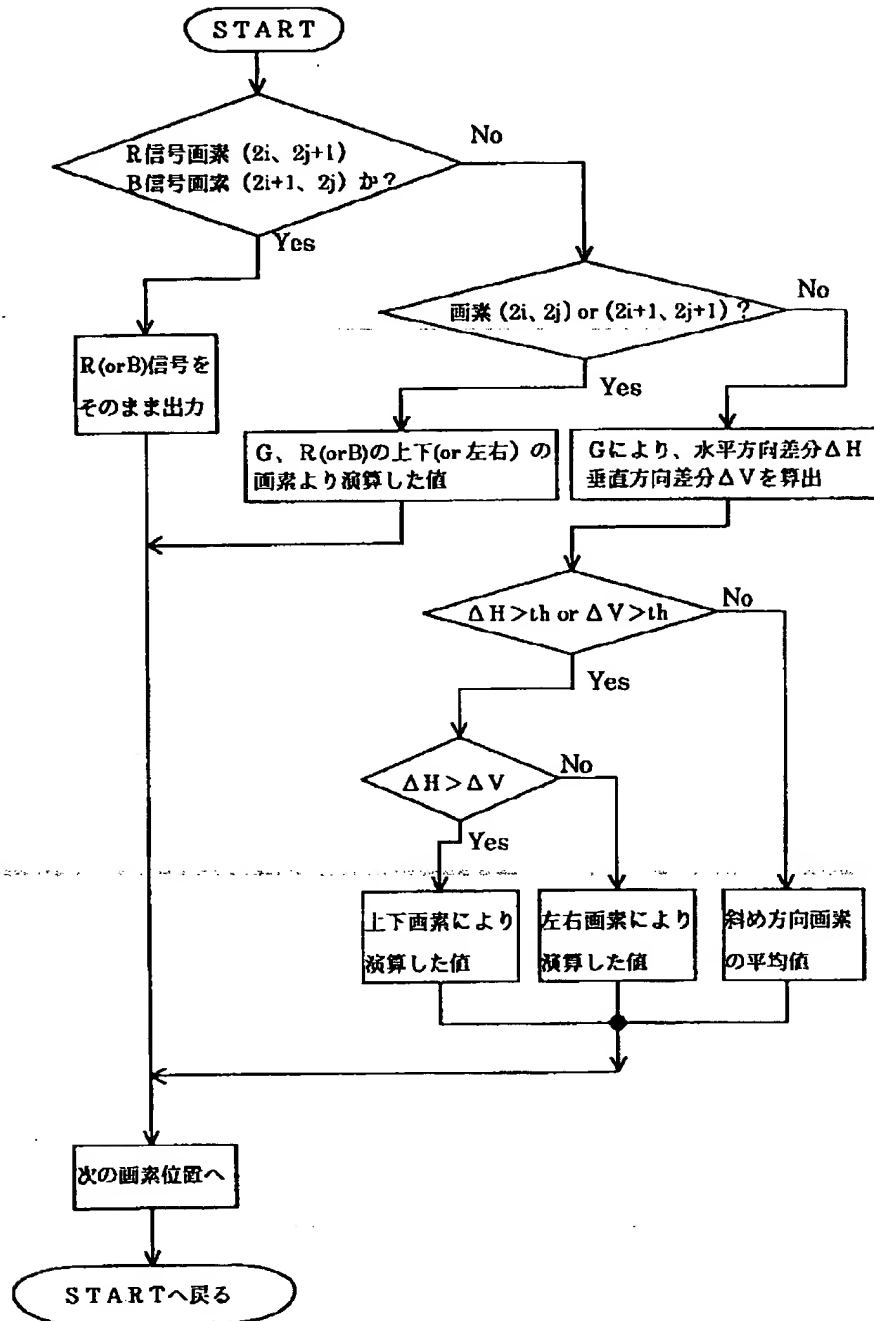 START
No
R信号画素（2i、2j+1）
B信号画素（2i+1、2j）か？
Yes
画素（2i、2j）or（2i+1、2j+1）？
No
R(orB)信号を
そのまま出力
Yes
G、R(orB)の上下(or 左右）の
画素より演算した値
Gにより、水平方向差分ΔH
垂直方向差分ΔVを算出
ΔH＞th or ΔV＞th
No
Yes
ΔH＞ΔV
No
Yes
上下画素により
演算した値
左右画素により
演算した値
斜め方向画素
の平均値
次の画素位置へ
STARTへ戻る